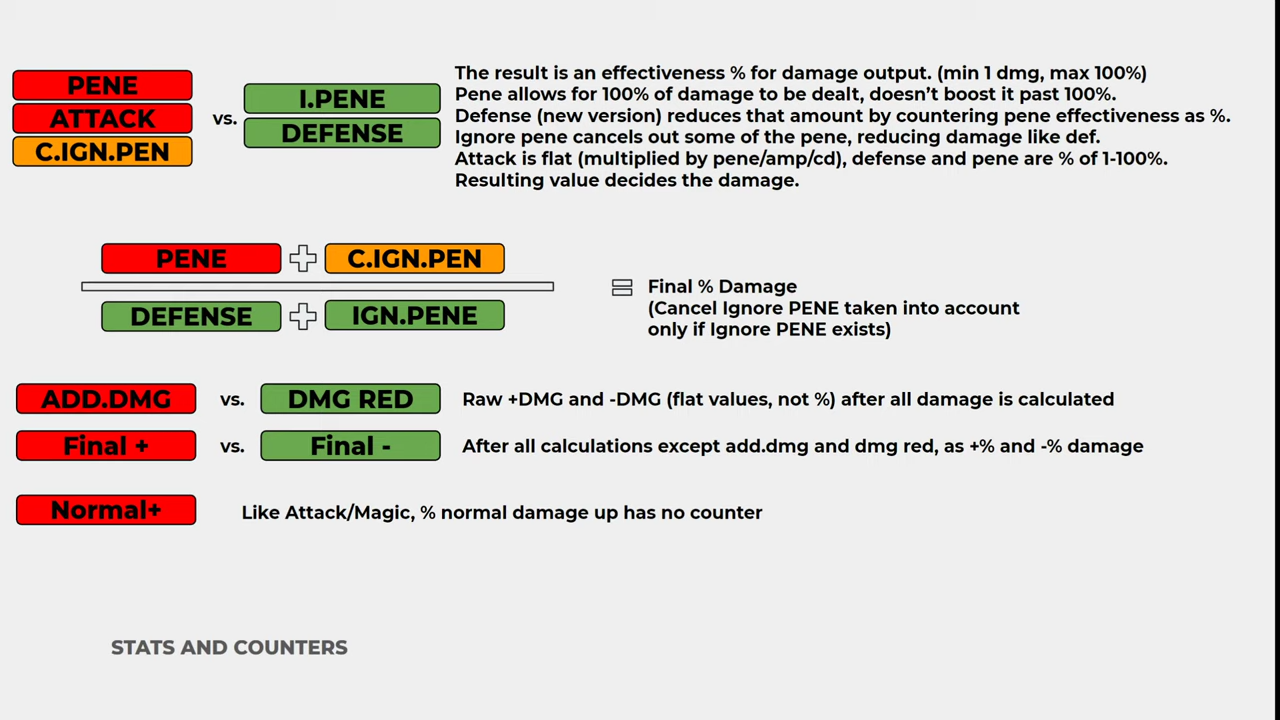 PENE
ATTACK
C.IGN.PEN
vs.
I.PENE
DEFENSE
The result is an effectiveness % for damage output. (min 1 dmg, max 100%)
Pene allows for 100% of damage to be dealt, doesn’t boost it past 100%.
Defense (new version) reduces that amount by countering pene effectiveness as %.
Ignore pene cancels out some of the pene, reducing damage like def.
Attack is flat (multiplied by pene/amp/cd), defense and pene are % of 1-100%.
Resulting value decides the damage.
PENE + C.IGN.PEN
DEFENSE + IGN.PENE
= Final % Damage
(Cancel Ignore PENE taken into account
only if Ignore PENE exists)
ADD.DMG vs. DMG RED Raw +DMG and -DMG (flat values, not %) after all damage is calculated
Final + vs. Final - After all calculations except add.dmg and dmg red, as +% and -% damage
Normal+ Like Attack/Magic, % normal damage up has no counter
STATS AND COUNTERS